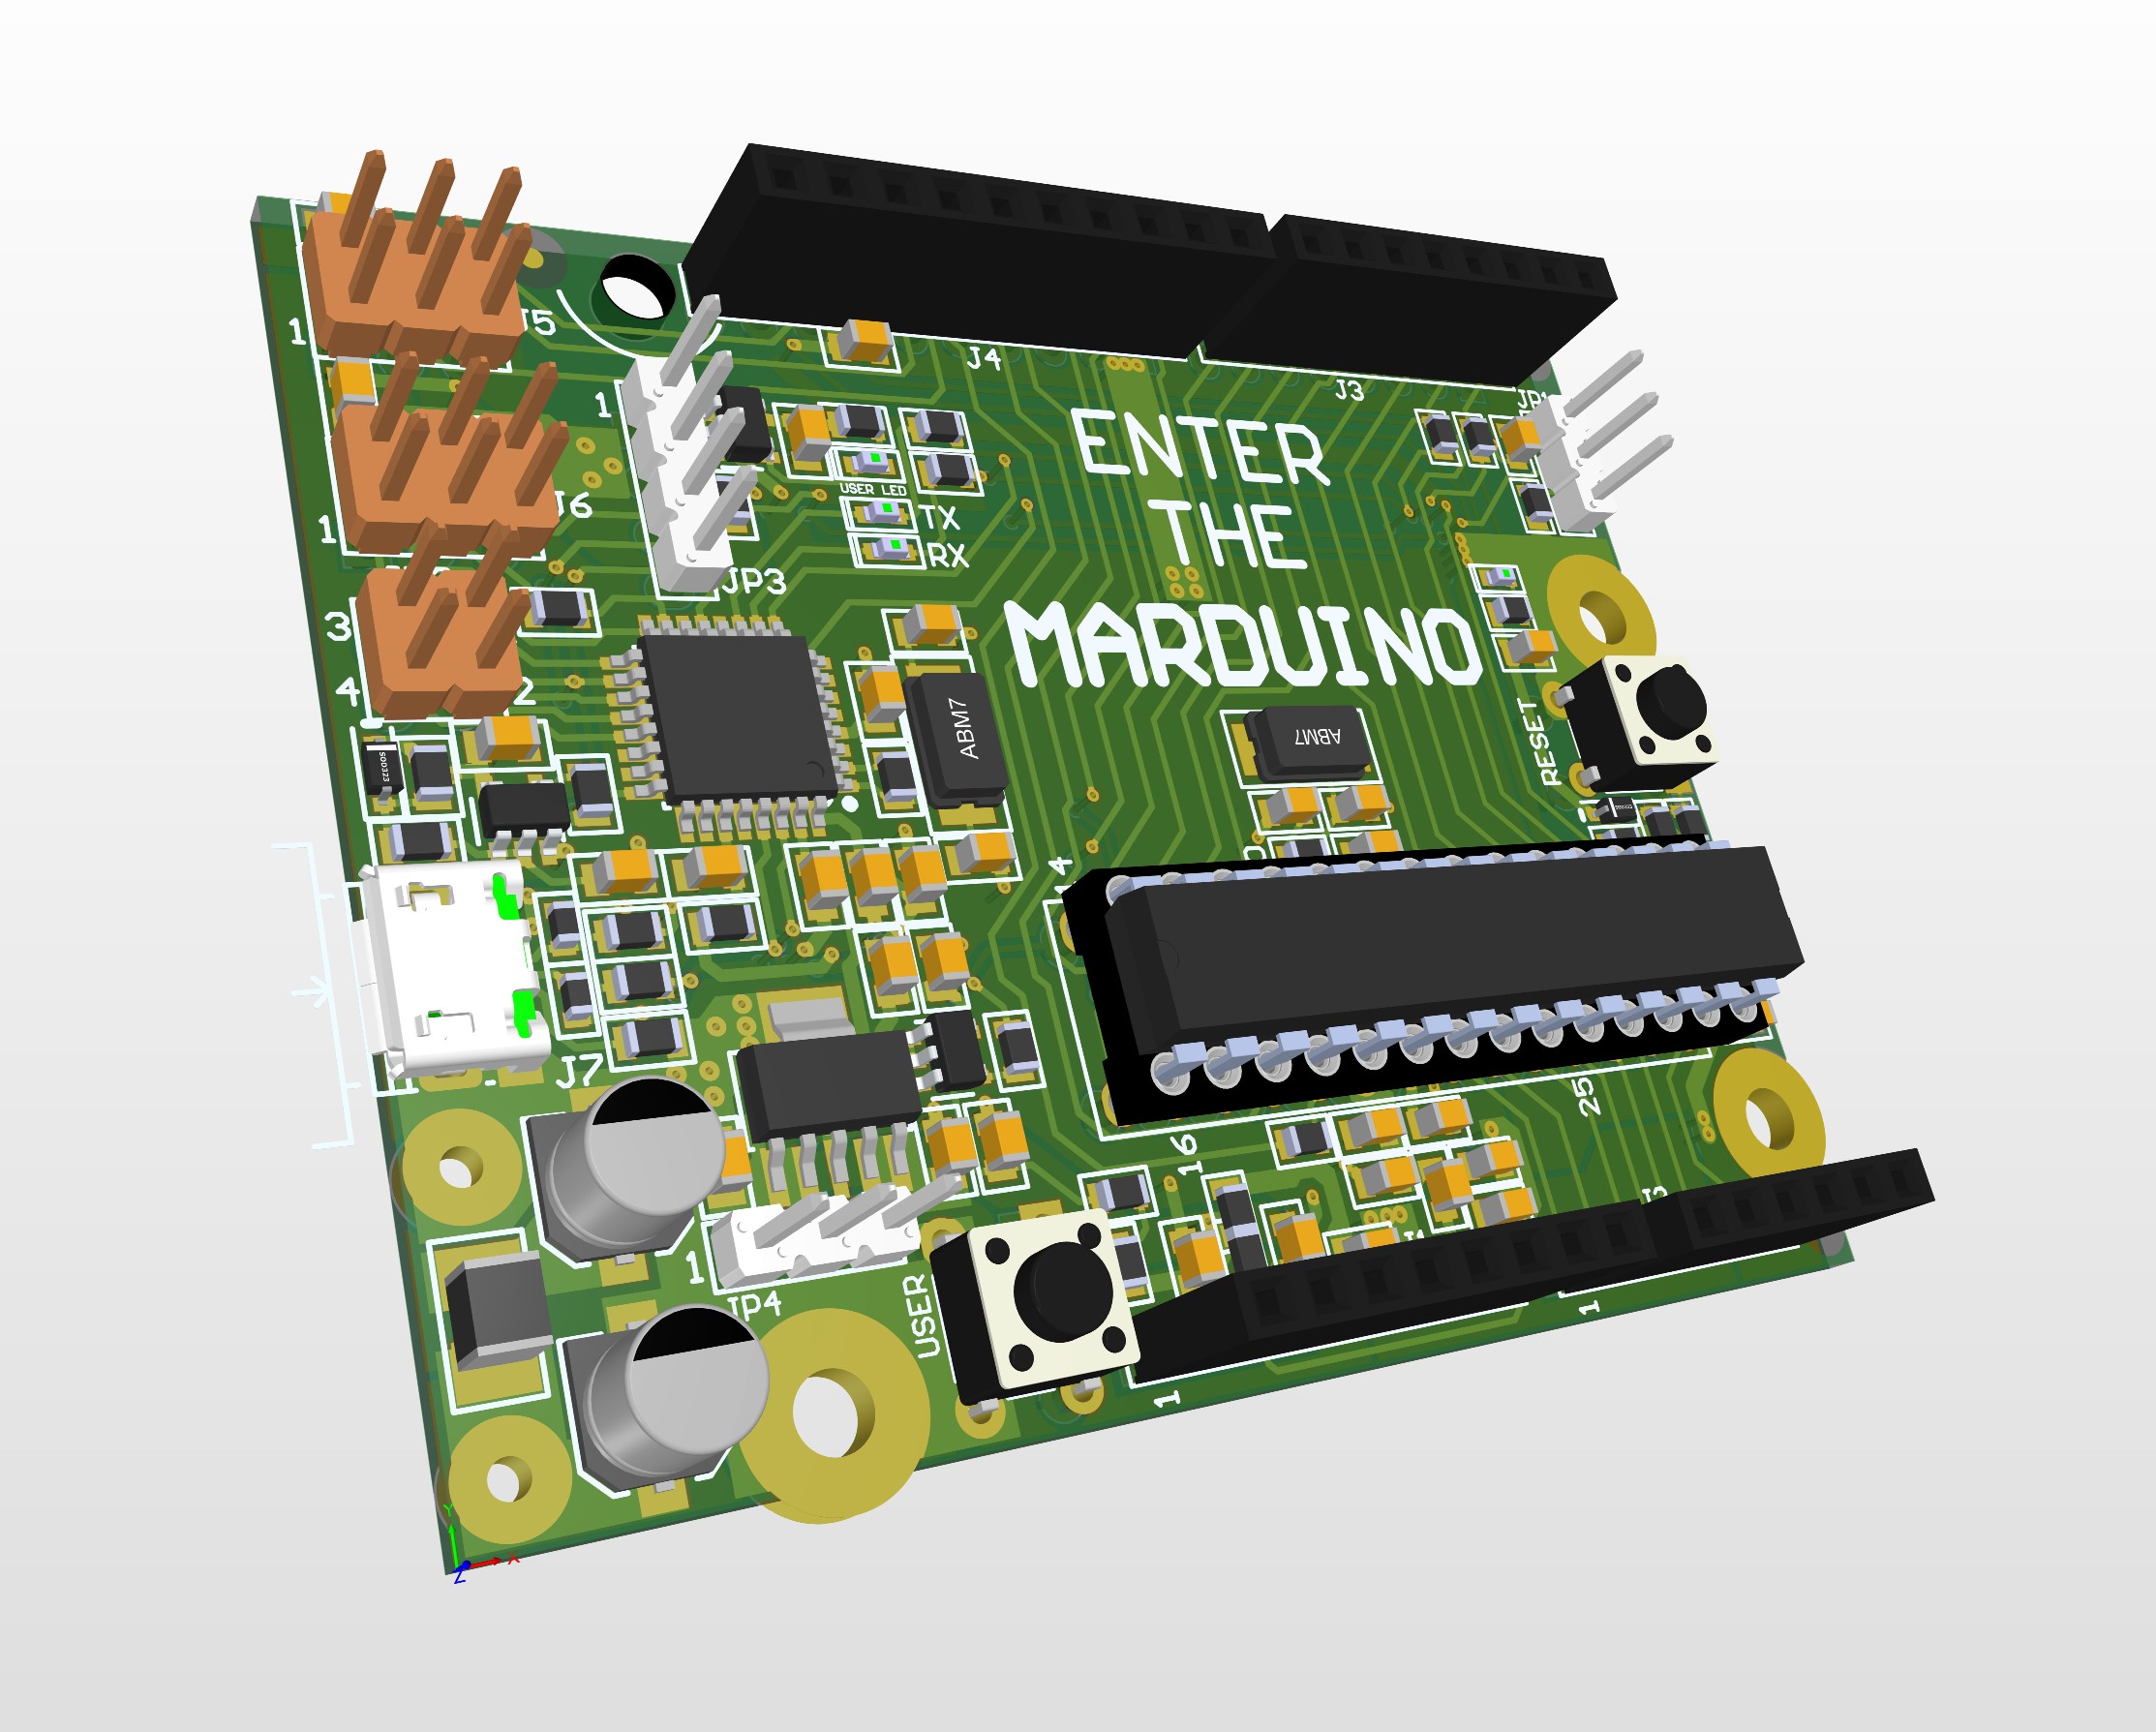 J5
1
J4
J3
JP1
1
ENTER
THE
MARDUINO
USER LED
TX
RX
J6
1
JP3
3
4
2
ABM7
ABM7
RESET
14
J7
16
25
1
JP4
USER
1
1
Y
X
Z